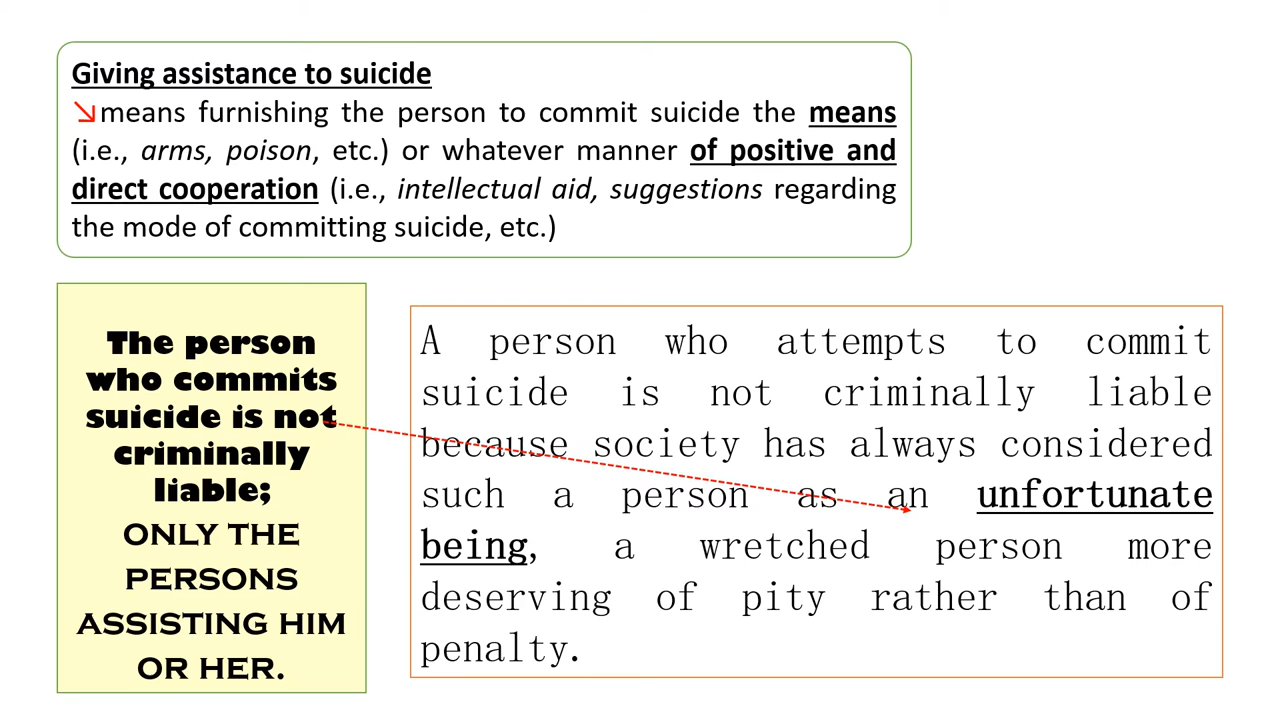 Giving assistance to suicide
↘means furnishing the person to commit suicide the means
(i.e., arms, poison, etc.) or whatever manner of positive and
direct cooperation (i.e., intellectual aid, suggestions regarding
the mode of committing suicide, etc.)
The person
who commits
suicide is not
criminally
liable;
ONLY THE
PERSONS
ASSISTING HIM
OR HER.
A person who attempts to commit
suicide is not criminally liable
because society has always considered
such a person as an unfortunate
being, a wretched person more
deserving of pity rather than of
penalty.